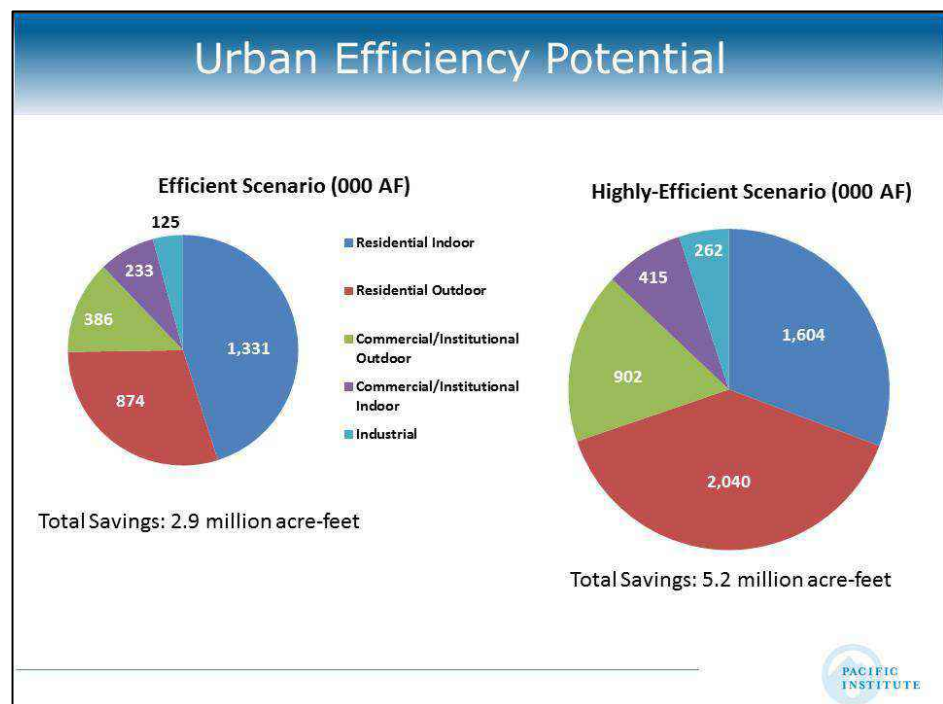 Urban Efficiency Potential
Efficient Scenario (000 AF)
125
233
386
1,331
874
Total Savings: 2.9 million acre-feet
Residential Indoor
Residential Outdoor
Commercial/Institutional
Outdoor
Commercial/Institutional
Indoor
Industrial
Highly-Efficient Scenario (000 AF)
262
415
1,604
902
2,040
Total Savings: 5.2 million acre-feet
PACIFIC
INSTITUTE